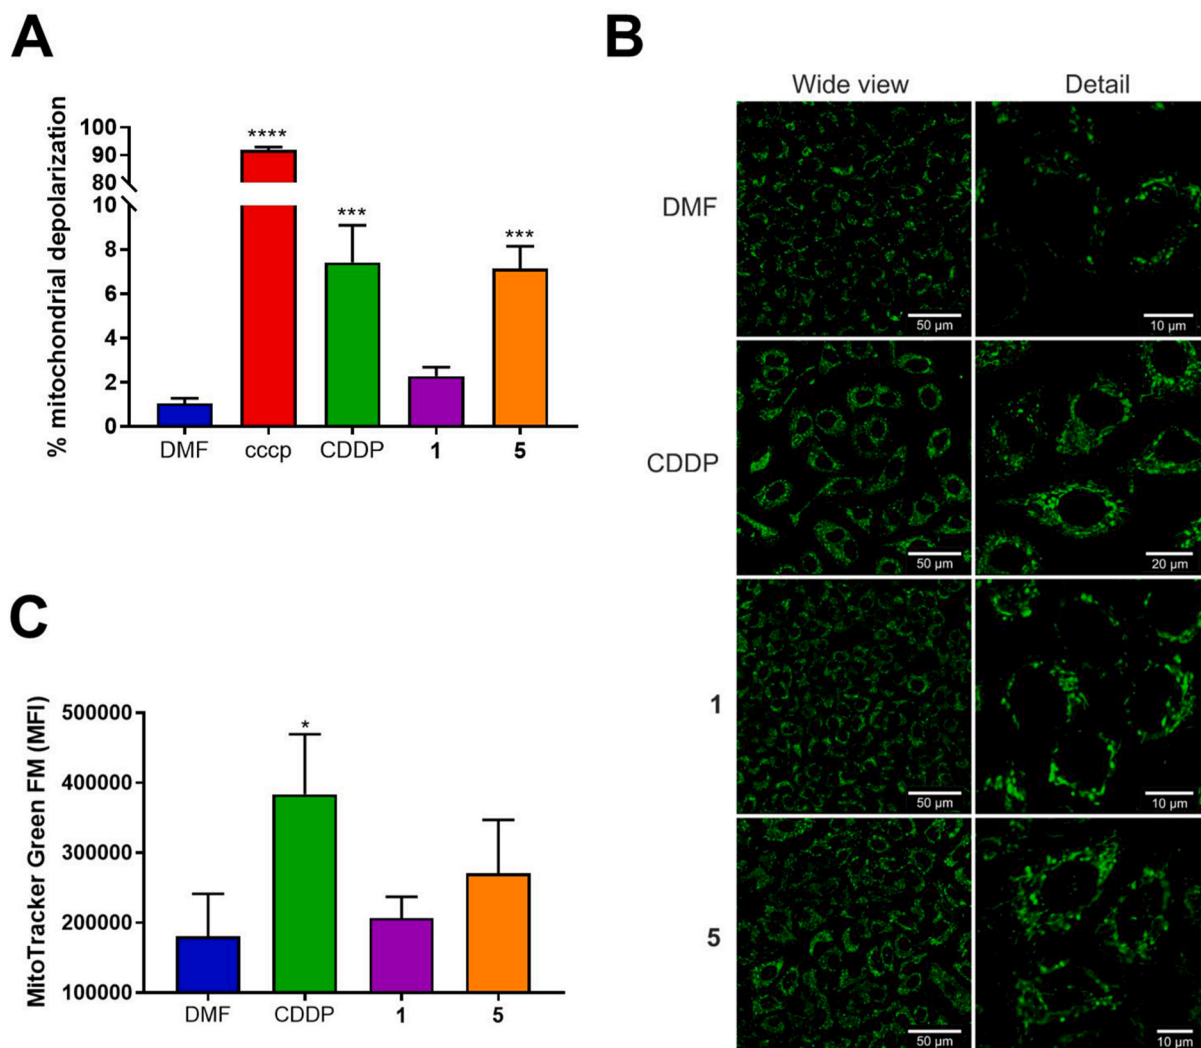 A
% mitochondrial depolarization
100
90
80
10
8
6
4
2
0
****
***
***
DMF cccp CDDP 1 5
B
Wide view Detail
DMF
50 µm 10 µm
CDDP
50 µm 20 µm
1
50 µm 10 µm
5
50 µm 10 µm
C
MitoTracker Green FM (MFI)
500000
400000
300000
200000
100000
*
DMF CDDP 1 5